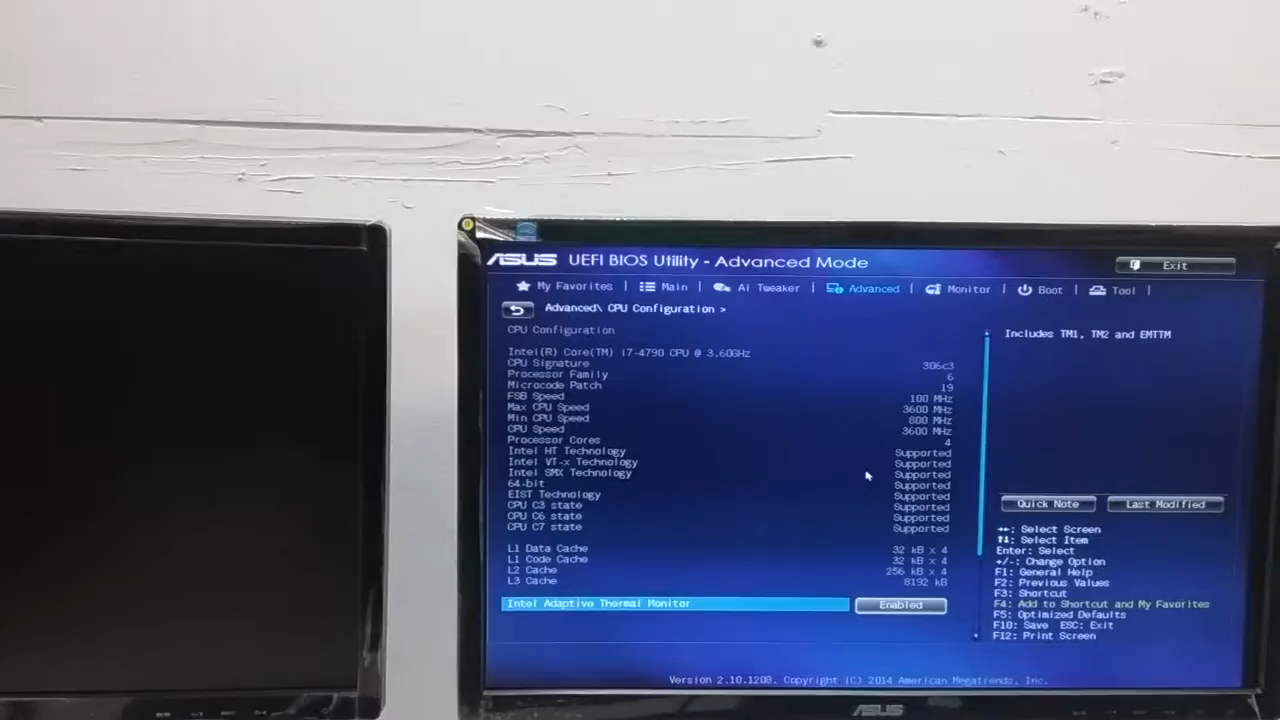 ASUS UEFI BIOS Utility - Advanced Mode
Exit
My Favorites | Main | Ai Tweaker | Advanced | Monitor | Boot | Tool |
Advanced\ CPU Configuration >
CPU Configuration
Includes TM1, TM2 and EMTTM
Intel(R) Core(TM) i7-4790 CPU @ 3.60GHz
CPU Signature 306c3
Processor Family 6
Microcode Patch 19
FSB Speed 100 MHz
Max CPU Speed 3600 MHz
Min CPU Speed 800 MHz
CPU Speed 3600 MHz
Processor Cores 4
Intel HT Technology Supported
Intel VT-x Technology Supported
Intel SMX Technology Supported
64-bit Supported
EIST Technology Supported
CPU C3 state Supported
CPU C6 state Supported
CPU C7 state Supported
L1 Data Cache 32 kB x 4
L1 Code Cache 32 kB x 4
L2 Cache 256 kB x 4
L3 Cache 8192 kB
Intel Adaptive Thermal Monitor Enabled
Quick Note Last Modified
↔: Select Screen
↑↓: Select Item
Enter: Select
+/-: Change Option
F1: General Help
F2: Previous Values
F3: Shortcut
F4: Add to Shortcut and My Favorites
F5: Optimized Defaults
F10: Save ESC: Exit
F12: Print Screen
Version 2.10.1208. Copyright (C) 2014 American Megatrends, Inc.
ASUS